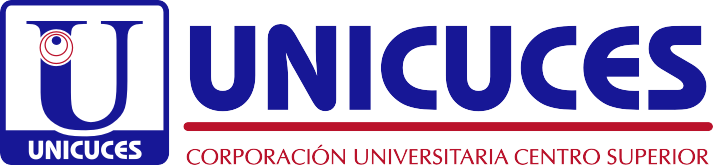 U
UNICUCES
UNICUCES
CORPORACIÓN UNIVERSITARIA CENTRO SUPERIOR